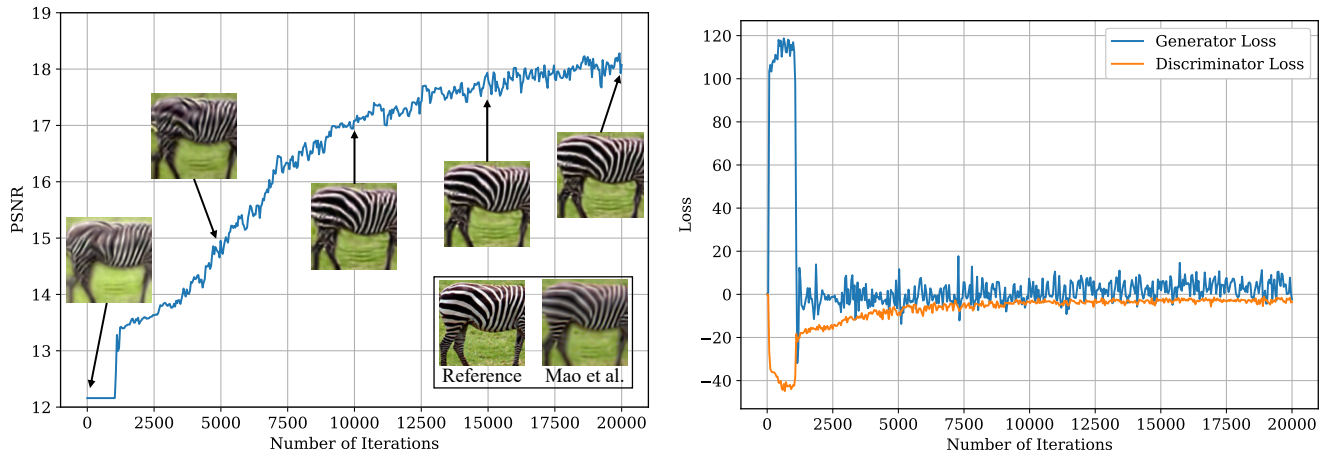 19
18
17
16
15
14
13
12
PSNR
0 2500 5000 7500 10000 12500 15000 17500 20000
Number of Iterations
Reference Mao et al.
120
100
80
60
40
20
0
−20
−40
Loss
Generator Loss
Discriminator Loss
0 2500 5000 7500 10000 12500 15000 17500 20000
Number of Iterations